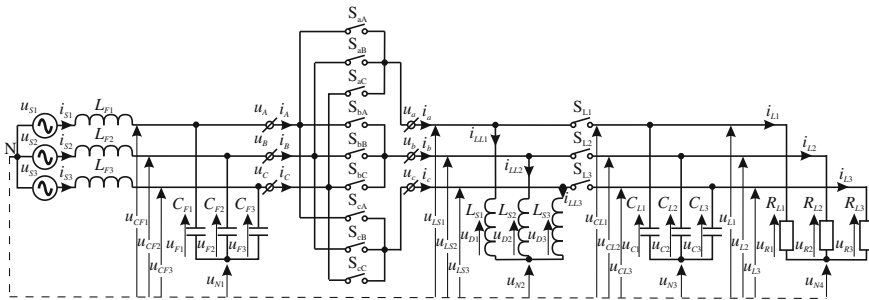 S_aA
S_aB
S_aC
u_S1 i_S1 L_F1 u_A i_A S_bA u_a i_a S_L1 i_L1
N u_S2 i_S2 L_F2 u_B i_B S_bB u_b i_b i_LL1 S_L2 i_L2
u_S3 i_S3 L_F3 u_C i_C S_bC u_c i_c i_LL2 S_L3 i_L3
i_LL3
S_cA
S_cB
S_cC
C_F1 C_F2 C_F3 L_S1 L_S2 L_S3 C_L1 C_L2 C_L3 R_L1 R_L2 R_L3
u_CF1 u_F1 u_F2 u_F3 u_LS1 u_D1 u_D2 u_D3 u_CL1 u_C1 u_C2 u_C3 u_L1 u_R1 u_R2 u_R3
u_CF2 u_LS2 u_CL2 u_L2
u_CF3 u_N1 u_LS3 u_N2 u_CL3 u_N3 u_L3 u_N4